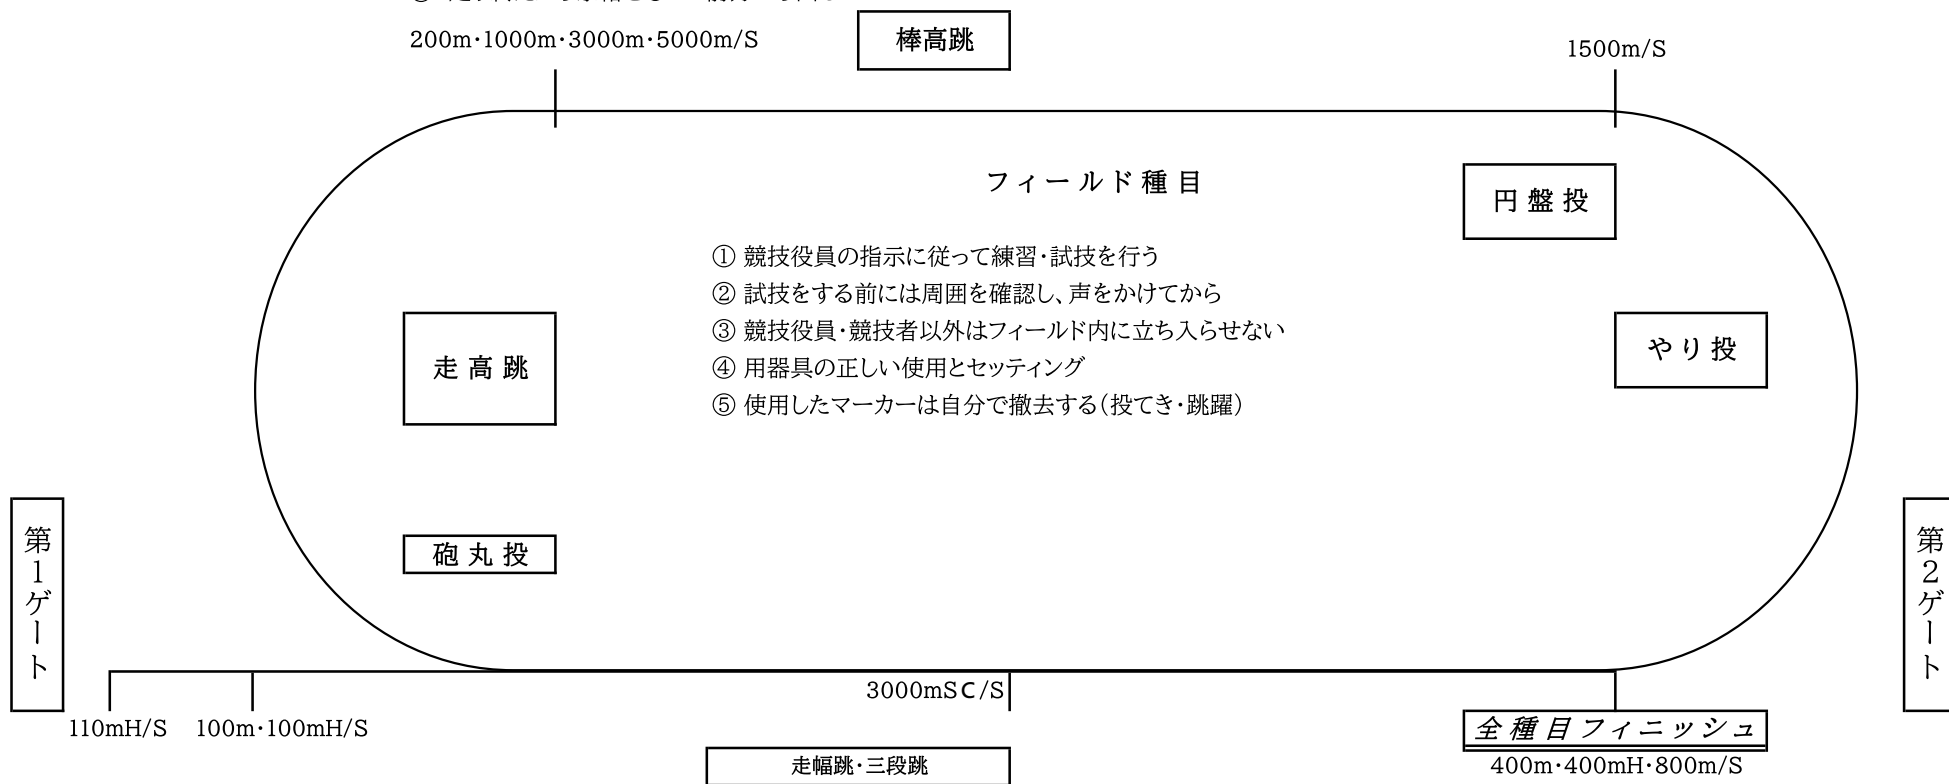 200m・1000m・3000m・5000m/S
棒高跳
1500m/S
フィールド種目
円盤投
① 競技役員の指示に従って練習・試技を行う
② 試技をする前には周囲を確認し、声をかけてから
③ 競技役員・競技者以外はフィールド内に立ち入らせない
④ 用器具の正しい使用とセッティング
⑤ 使用したマーカーは自分で撤去する(投てき・跳躍)
走高跳
やり投
砲丸投
第1ゲート
第2ゲート
3000mSC/S
110mH/S
100m・100mH/S
全種目フィニッシュ
走幅跳・三段跳
400m・400mH・800m/S